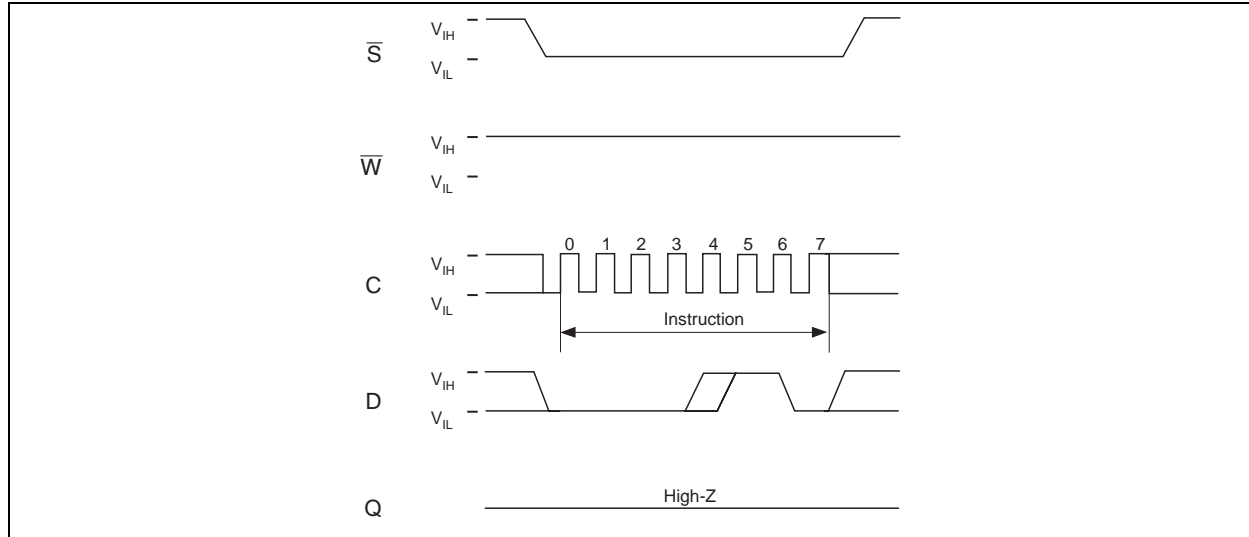 S̅
V_IH
V_IL
W̅
V_IH
V_IL
C
V_IH
V_IL
0 1 2 3 4 5 6 7
Instruction
D
V_IH
V_IL
Q
High-Z